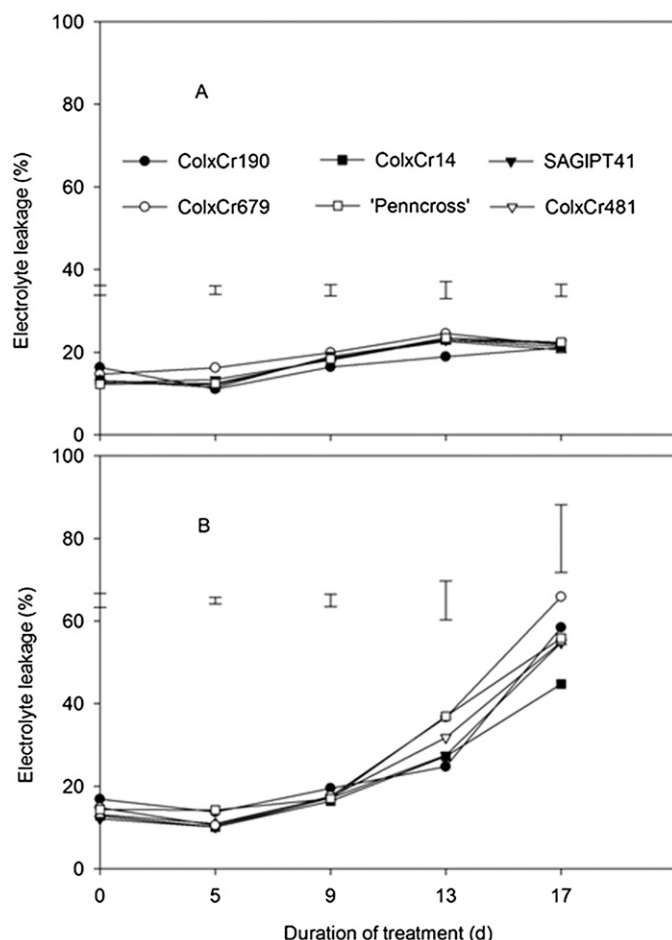 100
80
A
60
ColxCr190 ColxCr14 SAGIPT41
ColxCr679 'Penncross' ColxCr481
40
20
0
Electrolyte leakage (%)
100
80
B
60
40
20
0
Electrolyte leakage (%)
0 5 9 13 17
Duration of treatment (d)